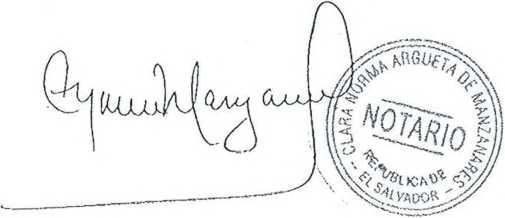 CLARA NORMA ARGUETA DE MANZANARES
NOTARIO
REPUBLICA DE
EL SALVADOR